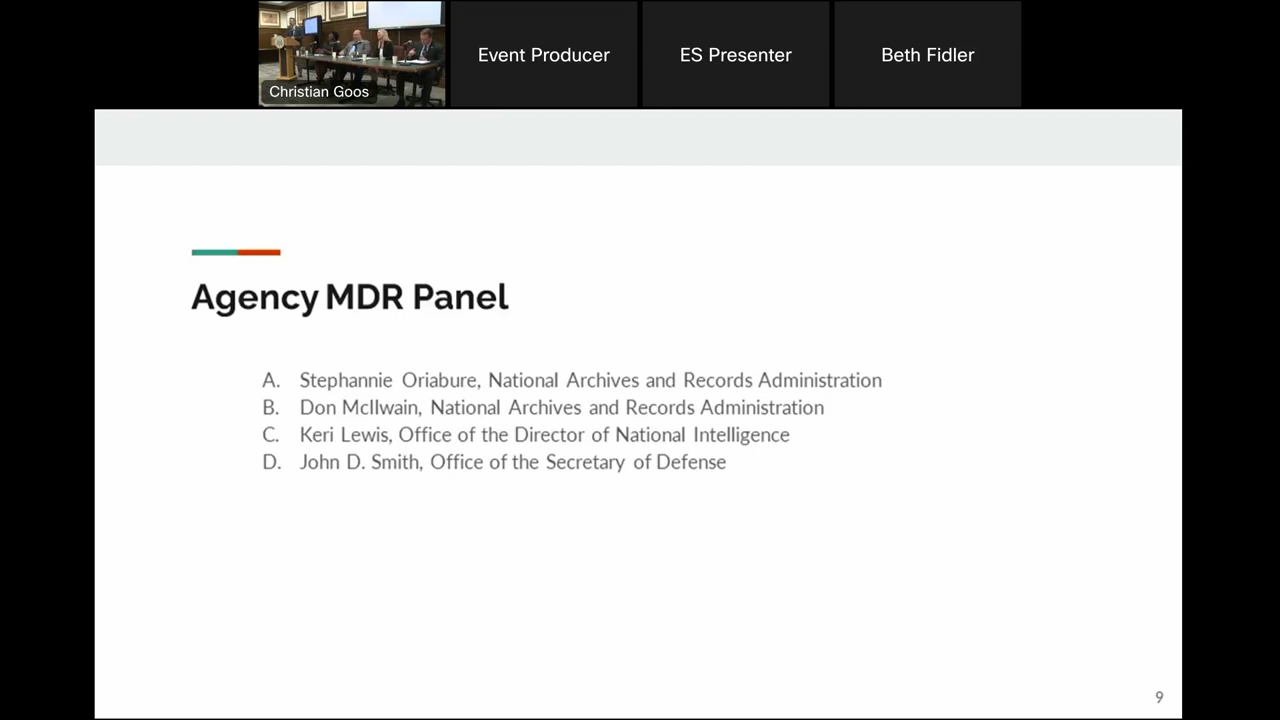 Christian Goos
Event Producer
ES Presenter
Beth Fidler
Agency MDR Panel
A. Stephannie Oriabure, National Archives and Records Administration
B. Don McIlwain, National Archives and Records Administration
C. Keri Lewis, Office of the Director of National Intelligence
D. John D. Smith, Office of the Secretary of Defense
9